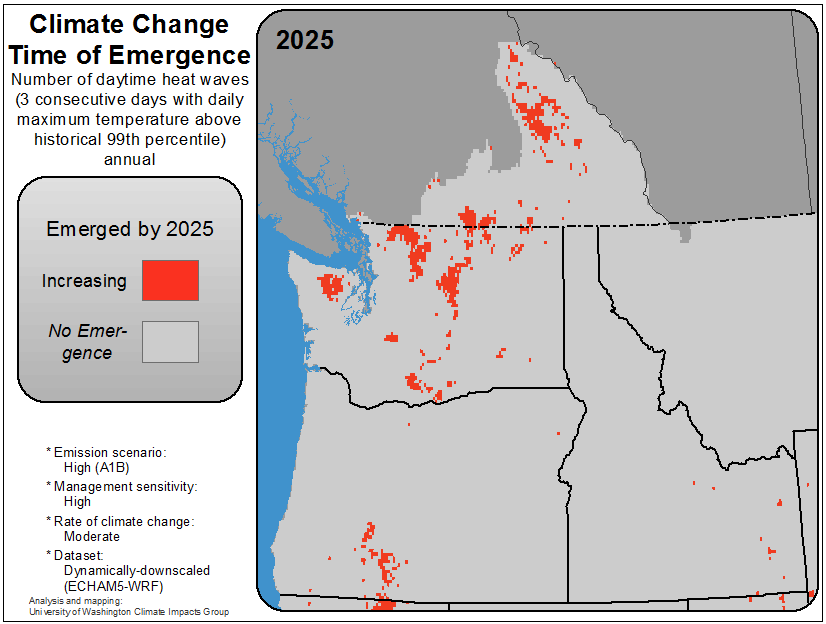 Climate Change
Time of Emergence
Number of daytime heat waves
(3 consecutive days with daily
maximum temperature above
historical 99th percentile)
annual
Emerged by 2025
Increasing
No Emer-
gence
* Emission scenario:
High (A1B)
* Management sensitivity:
High
* Rate of climate change:
Moderate
* Dataset:
Dynamically-downscaled
(ECHAM5-WRF)
Analysis and mapping:
University of Washington Climate Impacts Group
2025